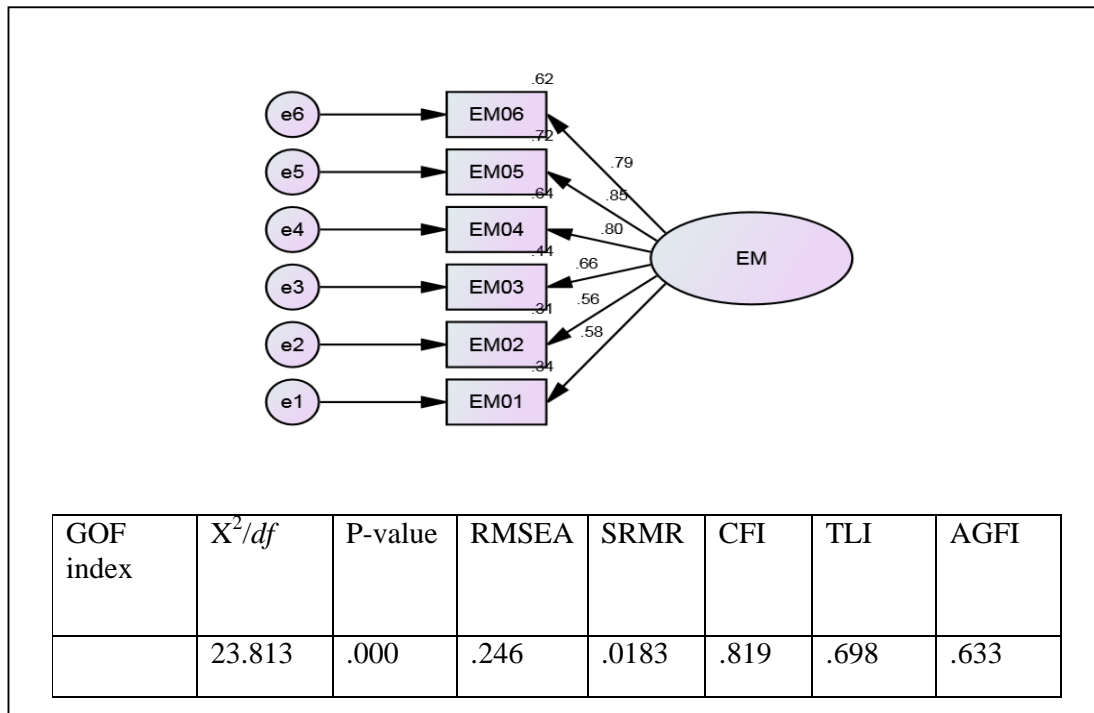 .62
e6 EM06
.72
.79
e5 EM05
.85
.64
e4 EM04
.80
EM
.44
.66
e3 EM03
.56
.31
.58
e2 EM02
.34
e1 EM01
GOF index X²/df P-value RMSEA SRMR CFI TLI AGFI
23.813 .000 .246 .0183 .819 .698 .633